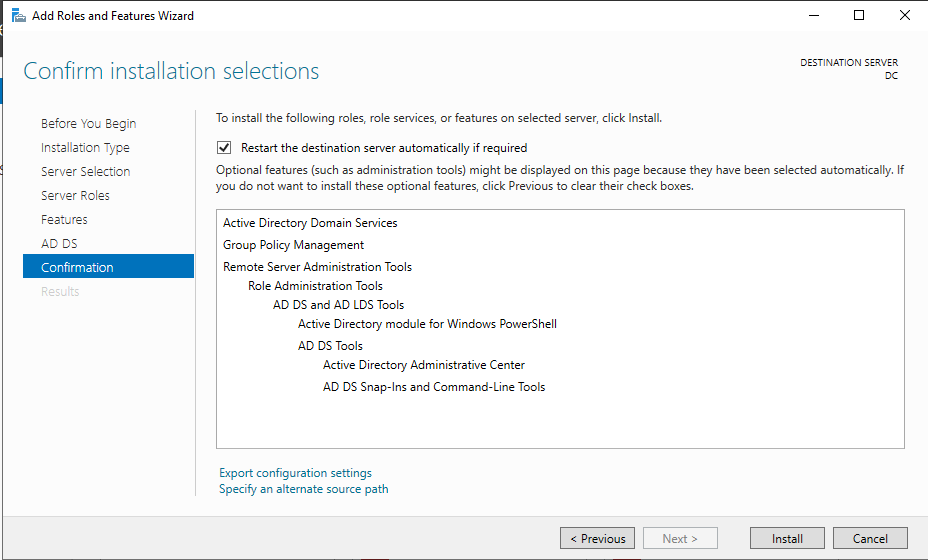 Add Roles and Features Wizard
Confirm installation selections
DESTINATION SERVER
DC
Before You Begin
Installation Type
Server Selection
Server Roles
Features
AD DS
Confirmation
Results
To install the following roles, role services, or features on selected server, click Install.
Restart the destination server automatically if required
Optional features (such as administration tools) might be displayed on this page because they have been selected automatically. If
you do not want to install these optional features, click Previous to clear their check boxes.
Active Directory Domain Services
Group Policy Management
Remote Server Administration Tools
Role Administration Tools
AD DS and AD LDS Tools
Active Directory module for Windows PowerShell
AD DS Tools
Active Directory Administrative Center
AD DS Snap-Ins and Command-Line Tools
Export configuration settings
Specify an alternate source path
< Previous
Next >
Install
Cancel